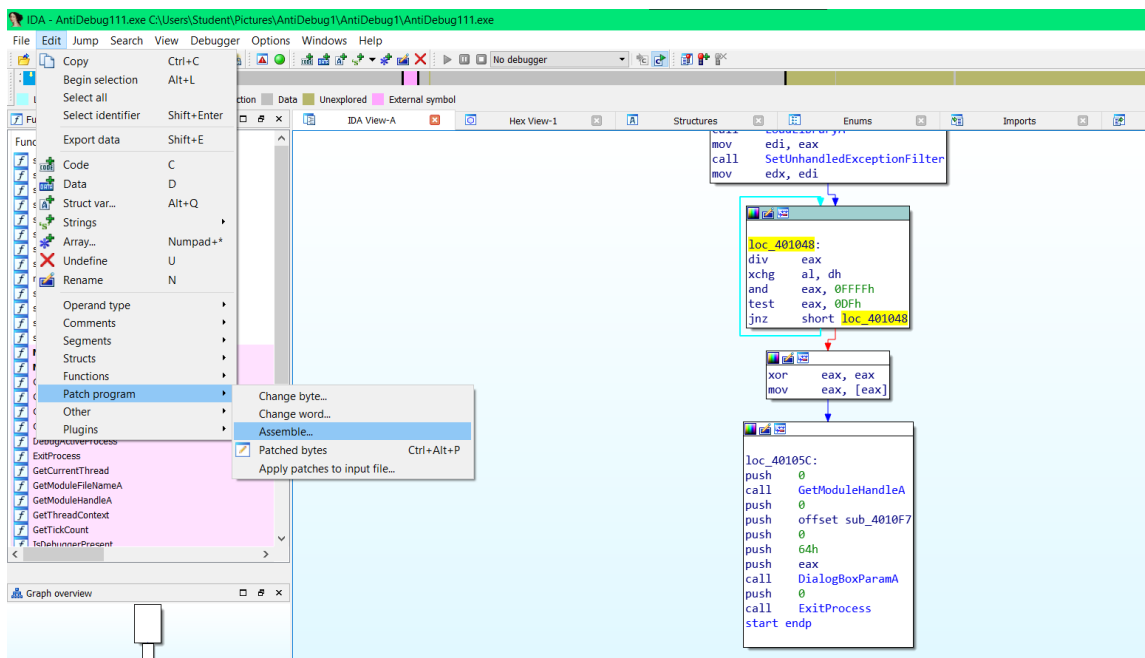 IDA - AntiDebug111.exe C:\Users\Student\Pictures\AntiDebug1\AntiDebug1\AntiDebug111.exe
File Edit Jump Search View Debugger Options Windows Help
No debugger
Copy Ctrl+C
Begin selection Alt+L
Select all
Select identifier Shift+Enter
Export data Shift+E
Code C
Data D
Struct var... Alt+Q
Strings
Array... Numpad+*
Undefine U
Rename N
Operand type
Comments
Segments
Structs
Functions
Patch program
Other
Plugins
Change byte...
Change word...
Assemble...
Patched bytes Ctrl+Alt+P
Apply patches to input file...
Data Unexplored External symbol
IDA View-A Hex View-1 Structures Enums Imports
DebugActiveProcess
ExitProcess
GetCurrentThread
GetModuleFileNameA
GetModuleHandleA
GetThreadContext
GetTickCount
IsDebuggerPresent
Graph overview
call LoadLibraryA
mov edi, eax
call SetUnhandledExceptionFilter
mov edx, edi
loc_401048:
div eax
xchg al, dh
and eax, 0FFFFh
test eax, 0DFh
jnz short loc_401048
xor eax, eax
mov eax, [eax]
loc_40105C:
push 0
call GetModuleHandleA
push 0
push offset sub_4010F7
push 0
push 64h
push eax
call DialogBoxParamA
push 0
call ExitProcess
start endp